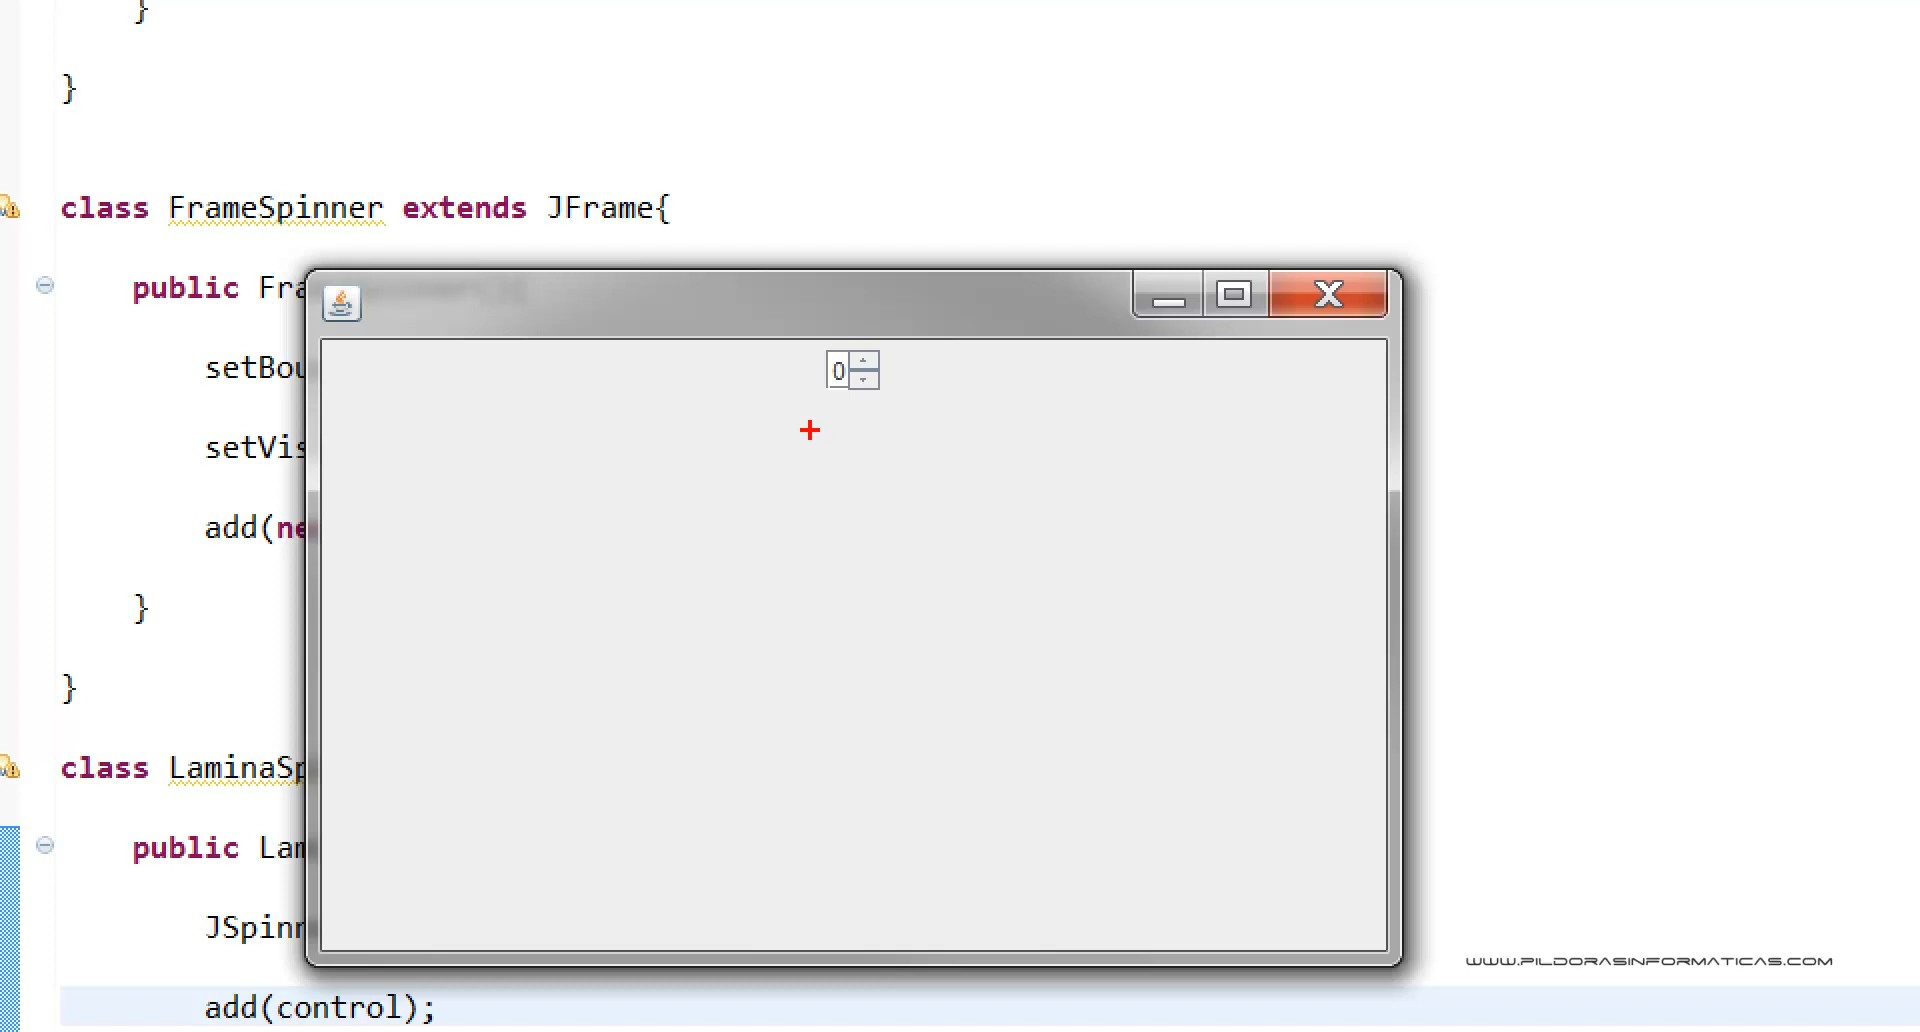 }
}
class FrameSpinner extends JFrame{
public Fra
setBou
setVis
add(ne
}
}
class LaminaSp
public Lam
JSpinn
add(control);
0
WWW.PILDORASINFORMATICAS.COM